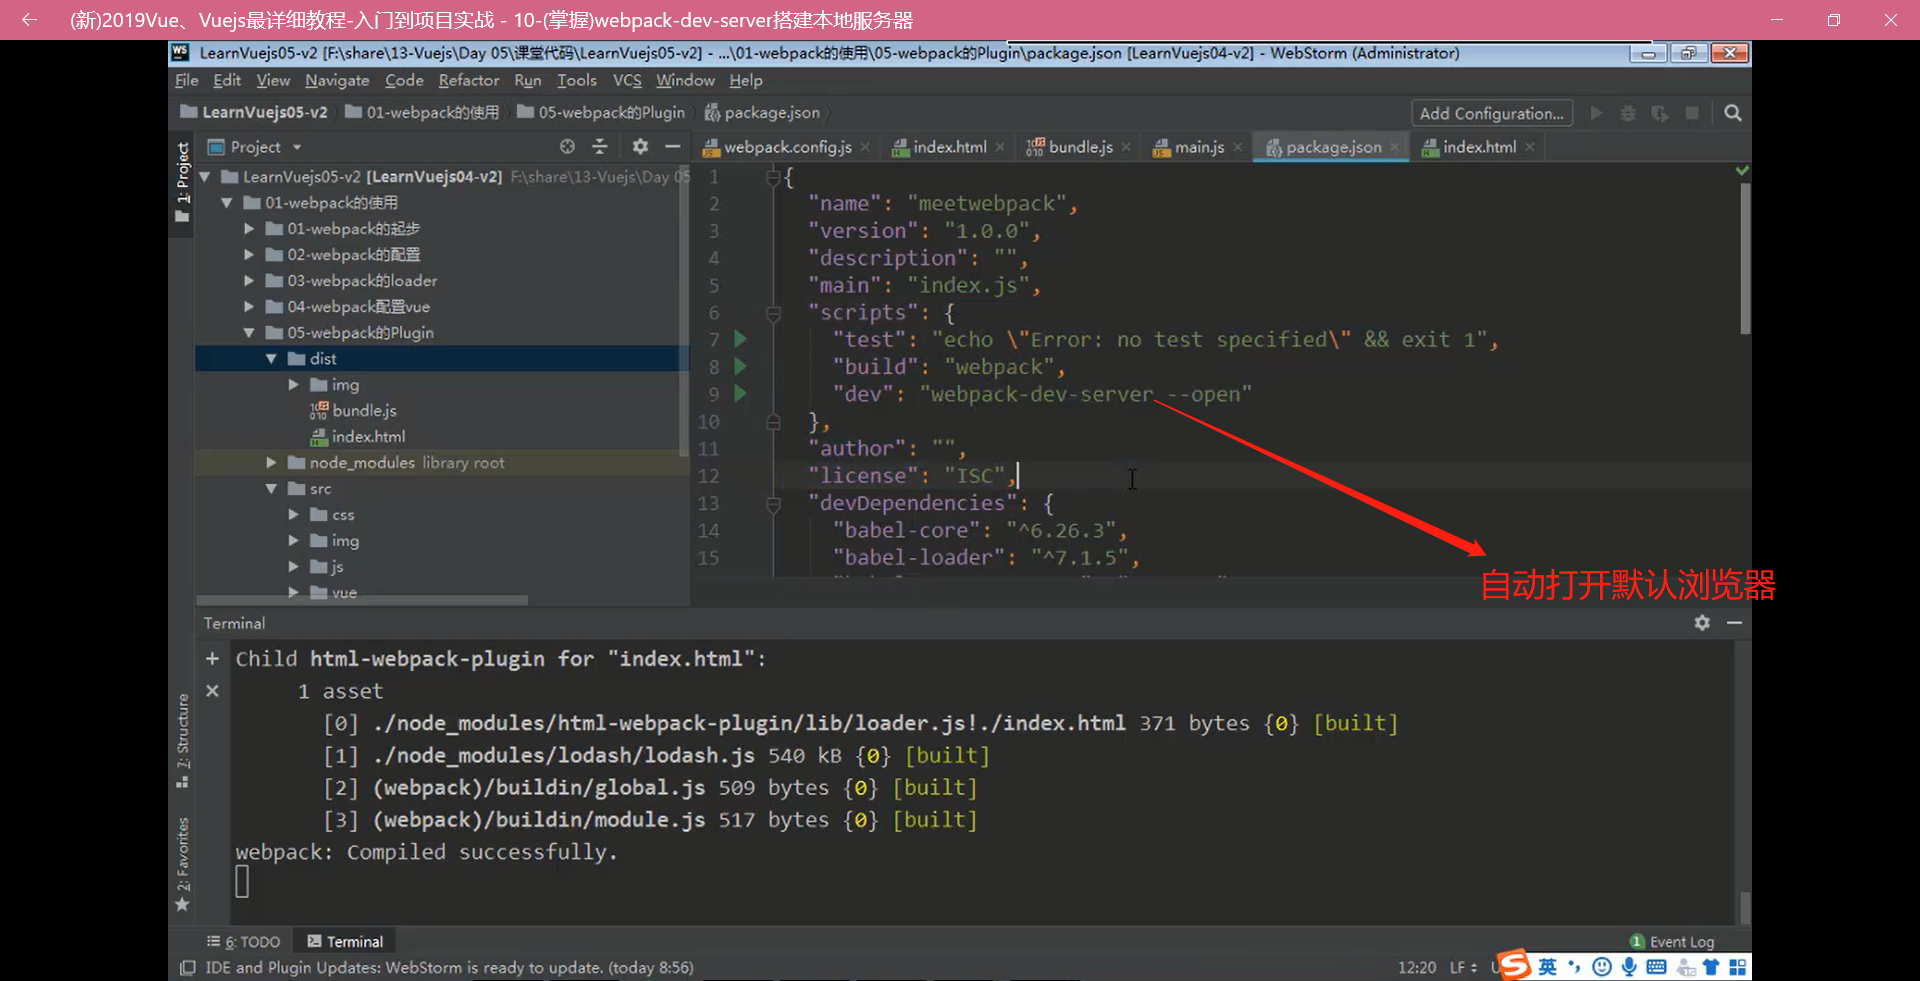 (新)2019Vue、Vuejs最详细教程-入门到项目实战 - 10-(掌握)webpack-dev-server搭建本地服务器
WS LearnVuejs05-v2 [F:\share\13-Vuejs\Day 05\课堂代码\LearnVuejs05-v2] - ...\01-webpack的使用\05-webpack的Plugin\package.json [LearnVuejs04-v2] - WebStorm (Administrator)
File Edit View Navigate Code Refactor Run Tools VCS Window Help
LearnVuejs05-v2 01-webpack的使用 05-webpack的Plugin package.json Add Configuration...
1: Project
Project
LearnVuejs05-v2 [LearnVuejs04-v2] F:\share\13-Vuejs\Day 05
01-webpack的使用
01-webpack的起步
02-webpack的配置
03-webpack的loader
04-webpack配置vue
05-webpack的Plugin
dist
img
bundle.js
index.html
node_modules library root
src
css
img
js
vue
webpack.config.js index.html bundle.js main.js package.json index.html
1 {
2 "name": "meetwebpack",
3 "version": "1.0.0",
4 "description": "",
5 "main": "index.js",
6 "scripts": {
7 "test": "echo \"Error: no test specified\" && exit 1",
8 "build": "webpack",
9 "dev": "webpack-dev-server --open"
10 },
11 "author": "",
12 "license": "ISC",
13 "devDependencies": {
14 "babel-core": "^6.26.3",
15 "babel-loader": "^7.1.5",
自动打开默认浏览器
Terminal
Child html-webpack-plugin for "index.html":
1 asset
[0] ./node_modules/html-webpack-plugin/lib/loader.js!./index.html 371 bytes {0} [built]
[1] ./node_modules/lodash/lodash.js 540 kB {0} [built]
[2] (webpack)/buildin/global.js 509 bytes {0} [built]
[3] (webpack)/buildin/module.js 517 bytes {0} [built]
webpack: Compiled successfully.
7: Structure
2: Favorites
6: TODO Terminal 1 Event Log
IDE and Plugin Updates: WebStorm is ready to update. (today 8:56) 12:20 LF S 英